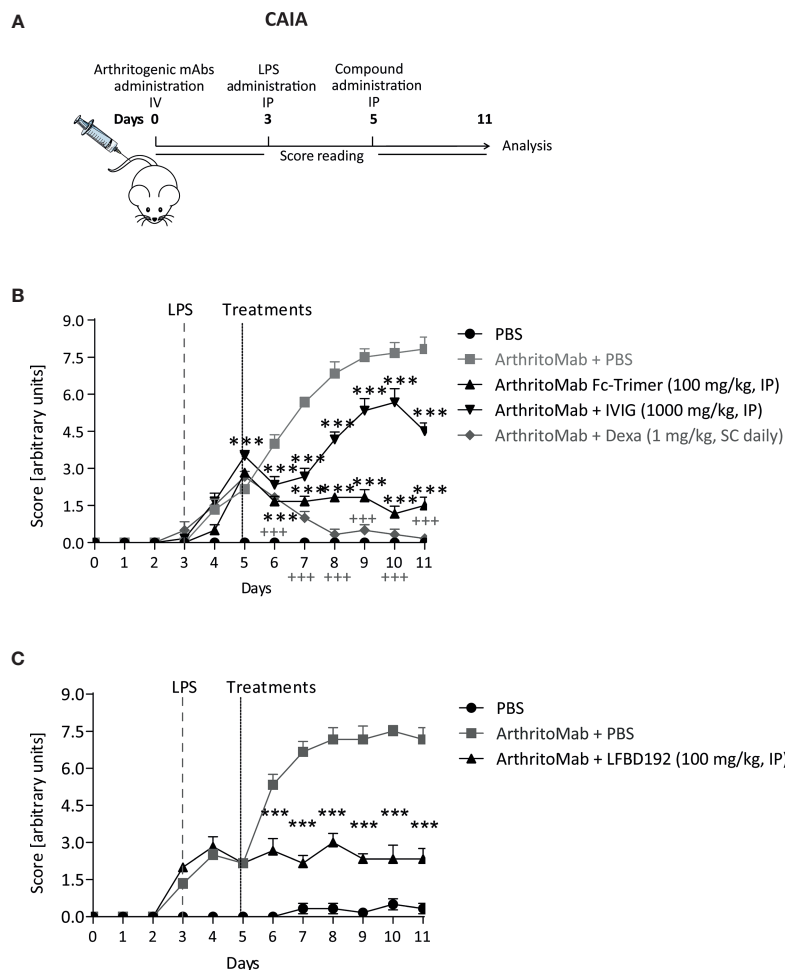 A
CAIA
Arthritogenic mAbs
administration
IV
LPS
administration
IP
Compound
administration
IP
Days 0 3 5 11
Analysis
Score reading
B
LPS Treatments
9.0
7.5
6.0
4.5
3.0
1.5
0.0
Score [arbitrary units]
*** *** *** *** *** *** ***
*** *** *** *** *** ***
+++ +++ +++ +++ +++ +++
0 1 2 3 4 5 6 7 8 9 10 11
Days
PBS
ArthritoMab + PBS
ArthritoMab Fc-Trimer (100 mg/kg, IP)
ArthritoMab + IVIG (1000 mg/kg, IP)
ArthritoMab + Dexa (1 mg/kg, SC daily)
C
LPS Treatments
9.0
7.5
6.0
4.5
3.0
1.5
0.0
Score [arbitrary units]
*** *** *** *** *** ***
0 1 2 3 4 5 6 7 8 9 10 11
Days
PBS
ArthritoMab + PBS
ArthritoMab + LFBD192 (100 mg/kg, IP)